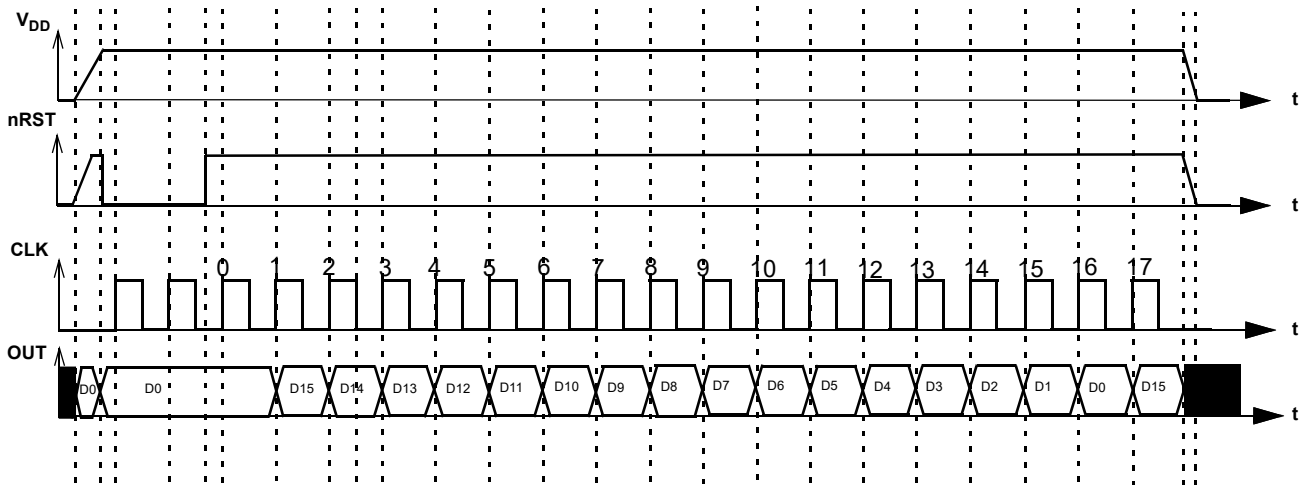 VDD
t
nRST
t
CLK
0 1 2 3 4 5 6 7 8 9 10 11 12 13 14 15 16 17
t
OUT
D0 D0 D15 D14 D13 D12 D11 D10 D9 D8 D7 D6 D5 D4 D3 D2 D1 D0 D15
t